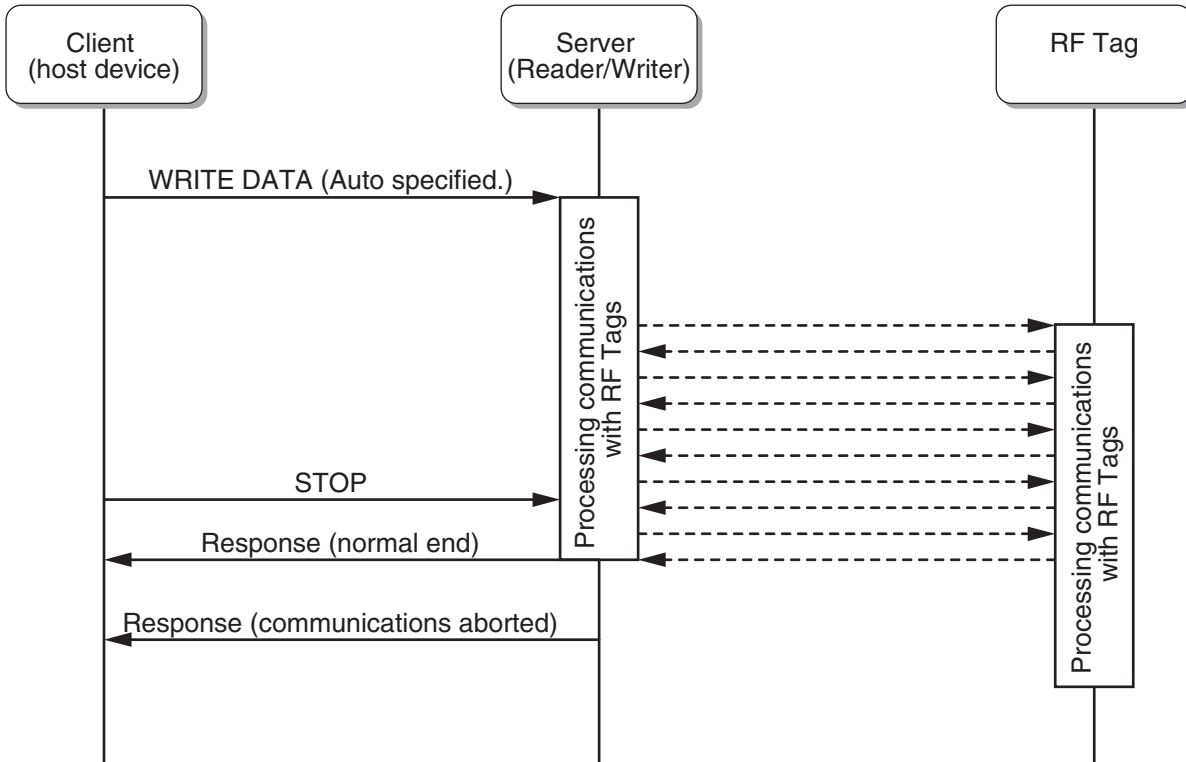 Client
(host device)
Server
(Reader/Writer)
RF Tag
WRITE DATA (Auto specified.)
Processing communications
with RF Tags
STOP
Response (normal end)
Response (communications aborted)
Processing communications
with RF Tags